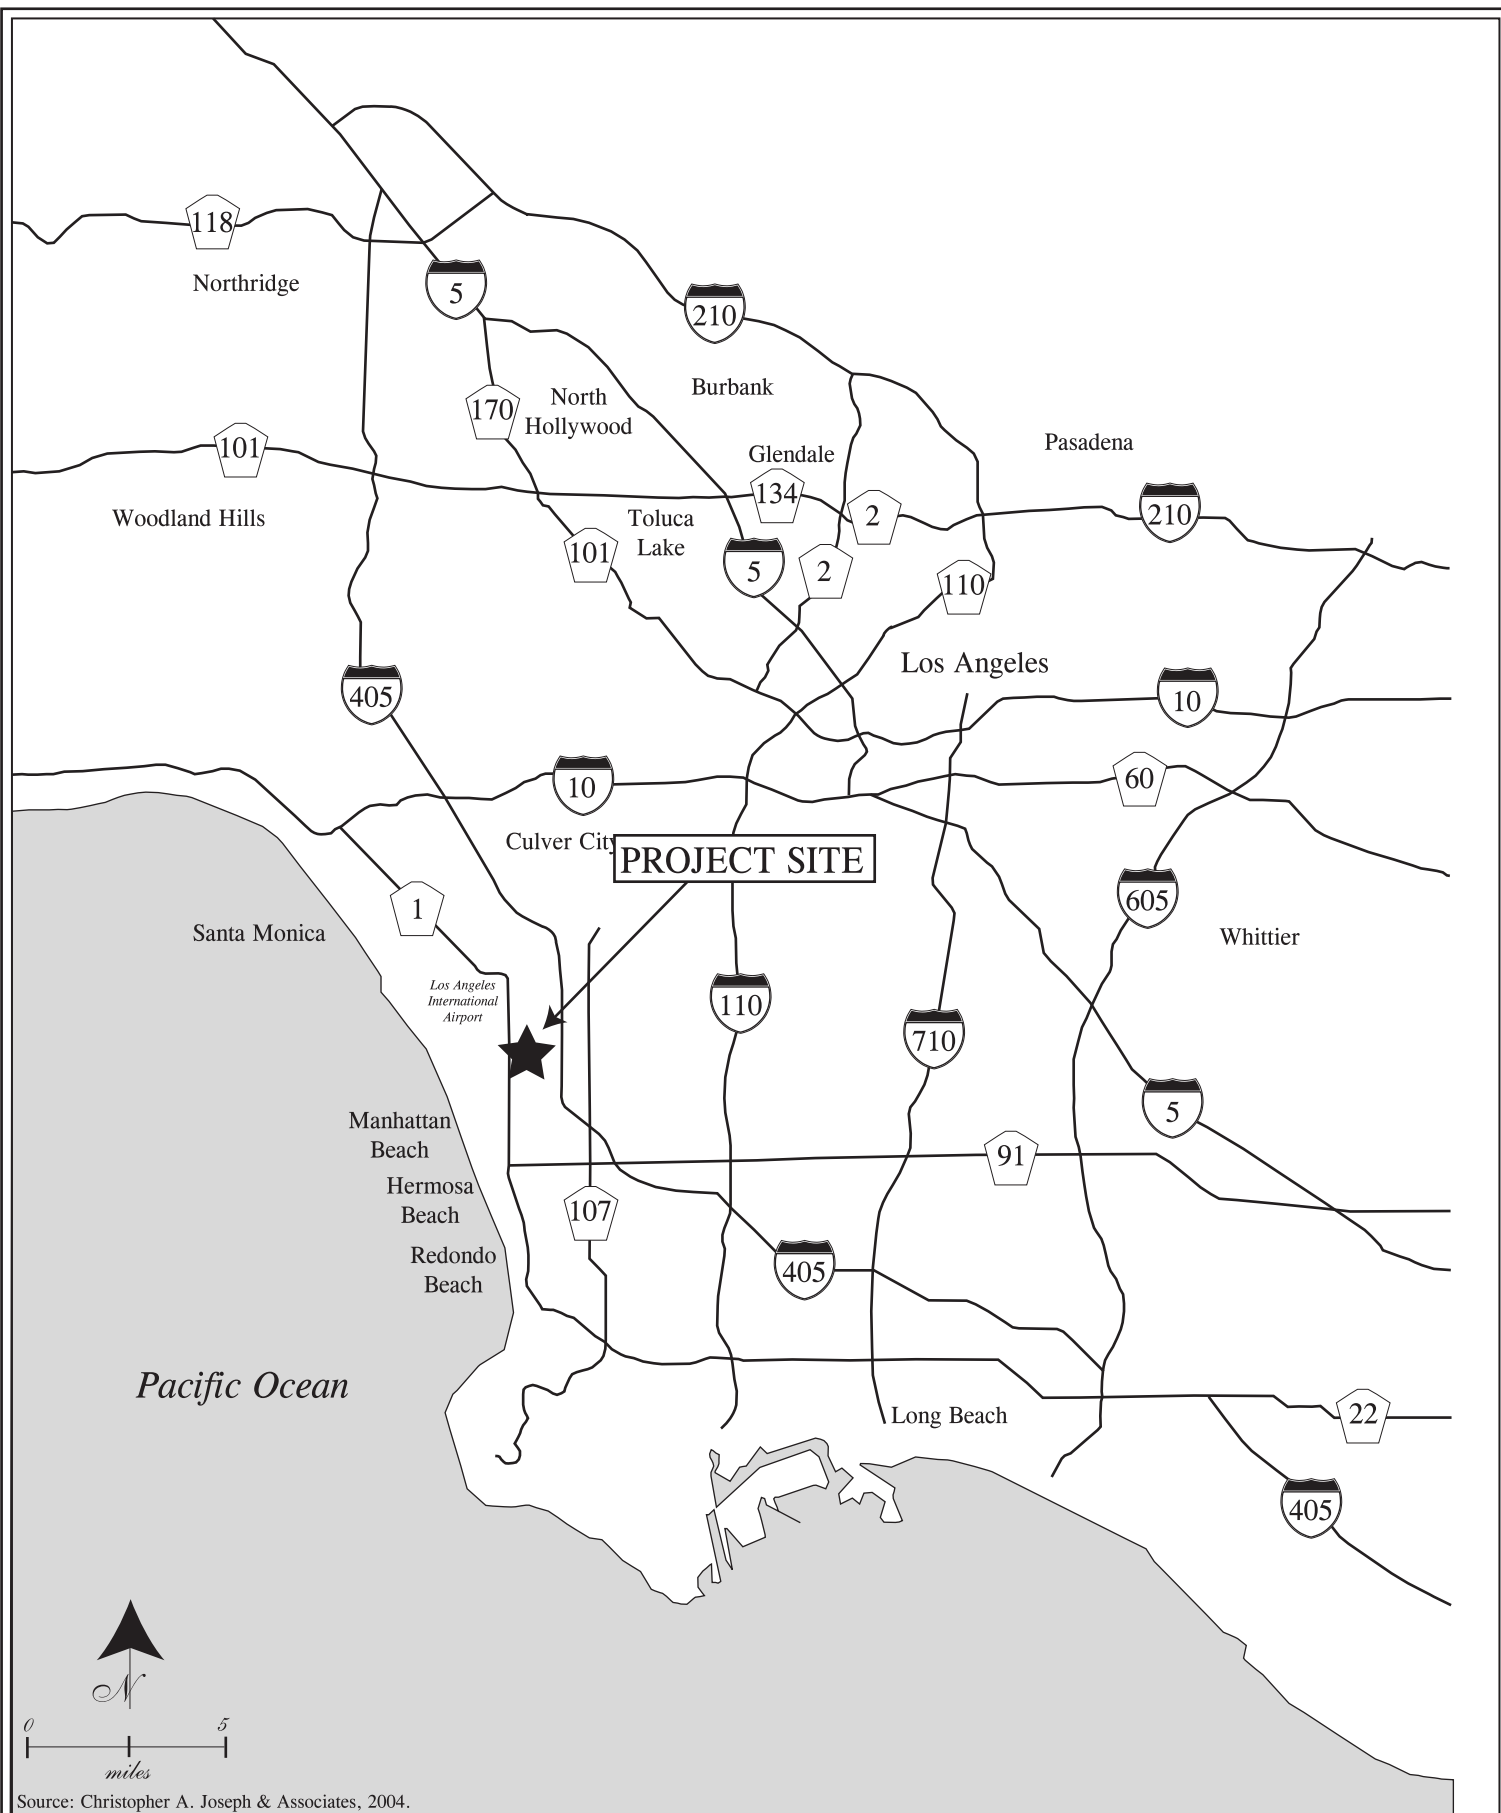 118
Northridge
5
210
170
North
Hollywood
Burbank
101
Glendale
Pasadena
134
2
210
Woodland Hills
Toluca
Lake
101
5
2
110
Los Angeles
405
10
10
60
Culver City
PROJECT SITE
1
605
Santa Monica
Whittier
Los Angeles
International
Airport
110
710
5
Manhattan
Beach
91
Hermosa
Beach
107
Redondo
Beach
405
Pacific Ocean
Long Beach
22
405
N
0 5
miles
Source: Christopher A. Joseph & Associates, 2004.